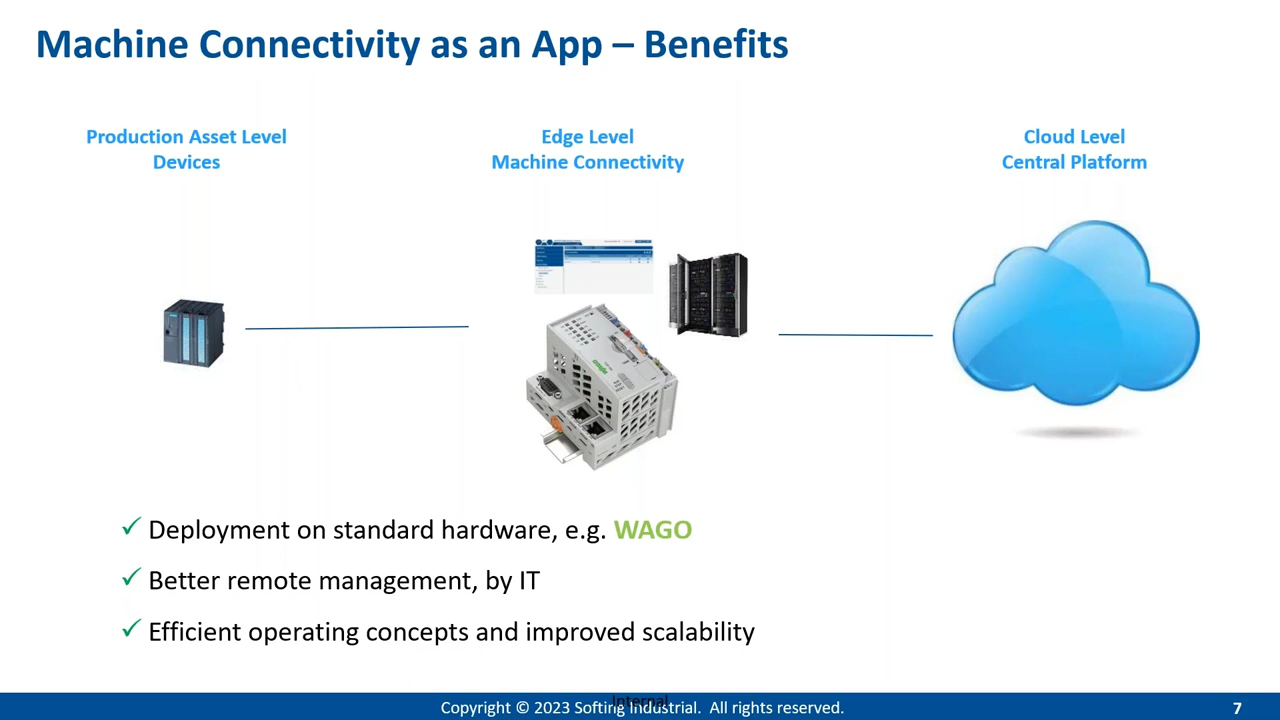 Machine Connectivity as an App – Benefits
Production Asset Level
Devices
Edge Level
Machine Connectivity
Cloud Level
Central Platform
✓ Deployment on standard hardware, e.g. WAGO
✓ Better remote management, by IT
✓ Efficient operating concepts and improved scalability
Internal
Copyright © 2023 Softing Industrial. All rights reserved.
7